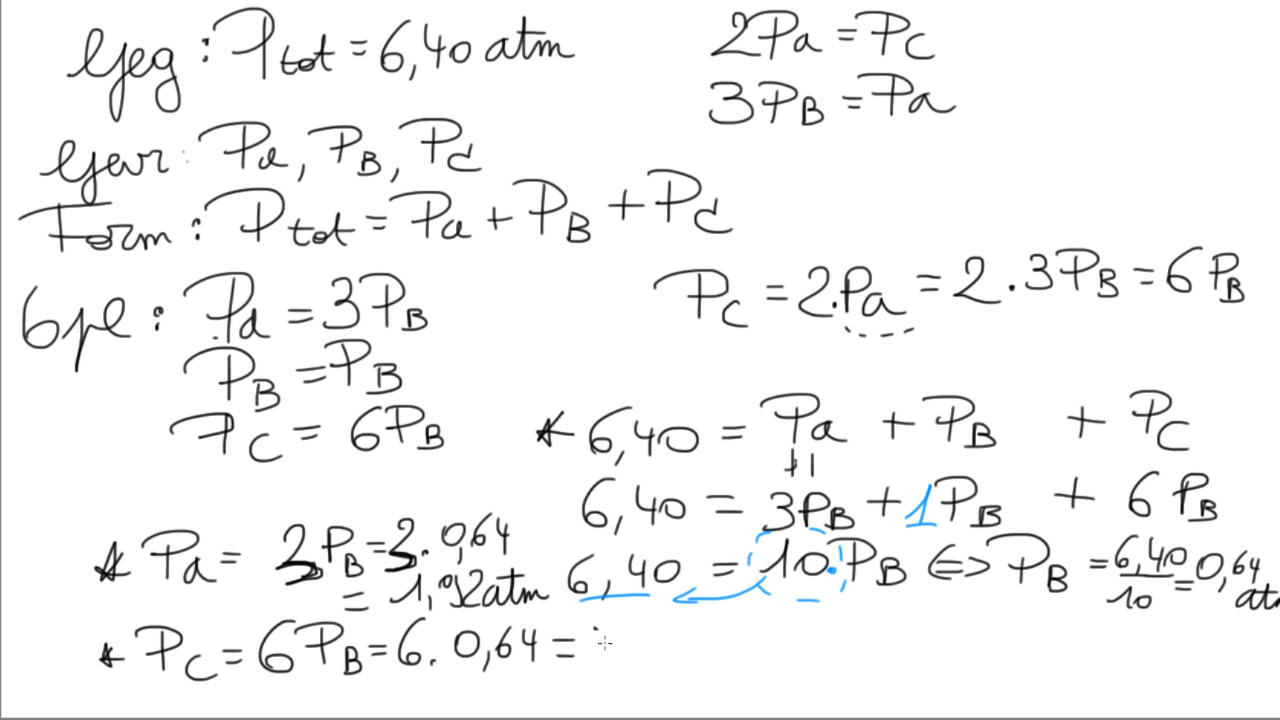 Geg : Ptot = 6,40 atm
2Pa = PC
3PB = Pa
Gevr : Pa, PB, Pc
Form : Ptot = Pa + PB + Pc
PC = 2.Pa = 2.3PB = 6PB
Opl : Pa = 3PB
PB = PB
PC = 6PB
* 6,40 = Pa + PB + PC
6,40 = 3PB + 1PB + 6PB
6,40 = 10.PB <=> PB = 6,40/10 = 0,64 atm
* Pa = 3PB = 3.0,64
= 1,92atm
* PC = 6PB = 6.0,64 =